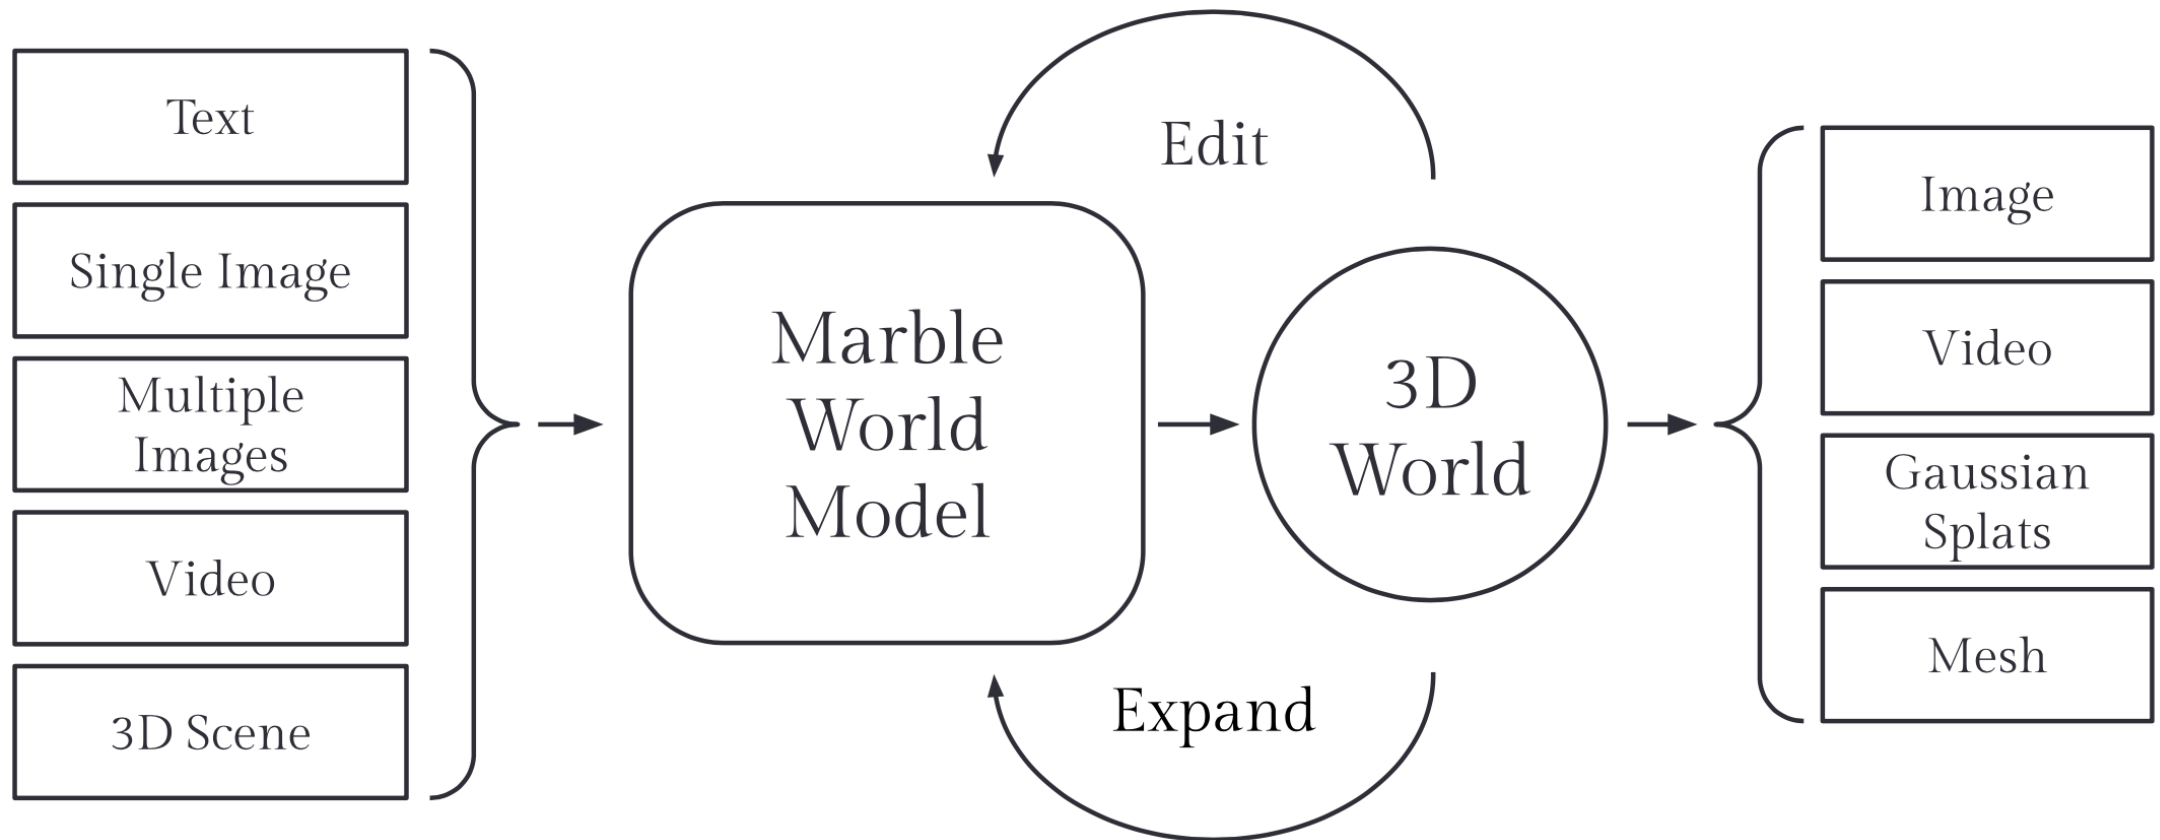 Text
Single Image
Multiple
Images
Video
3D Scene
Marble
World
Model
Edit
Expand
3D
World
Image
Video
Gaussian
Splats
Mesh